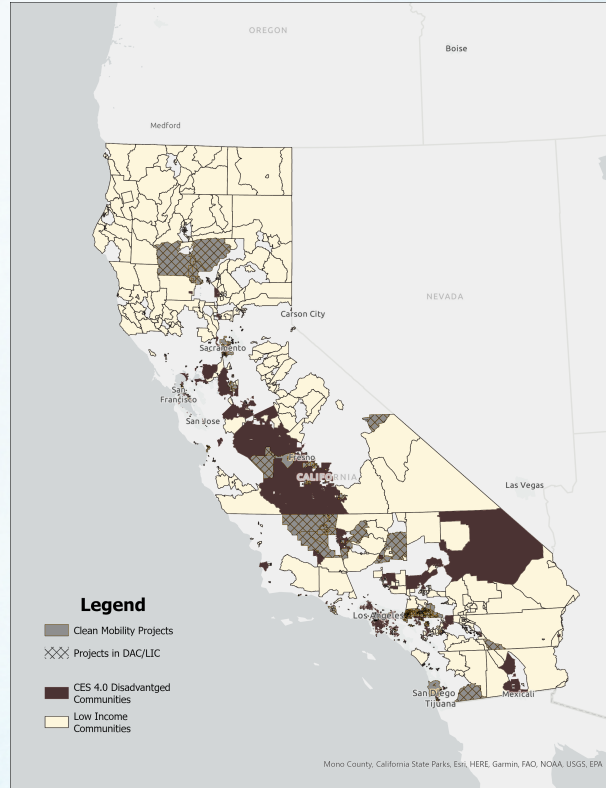 OREGON
Boise
Medford
NEVADA
Carson City
Sacramento
San
Francisco
San Jose
Fresno
CALIFORNIA
Las Vegas
Los Angeles
San Diego
Tijuana
Mexicali
Legend
Clean Mobility Projects
Projects in DAC/LIC
CES 4.0 Disadvantged
Communities
Low Income
Communities
Mono County, California State Parks, Esri, HERE, Garmin, FAO, NOAA, USGS, EPA